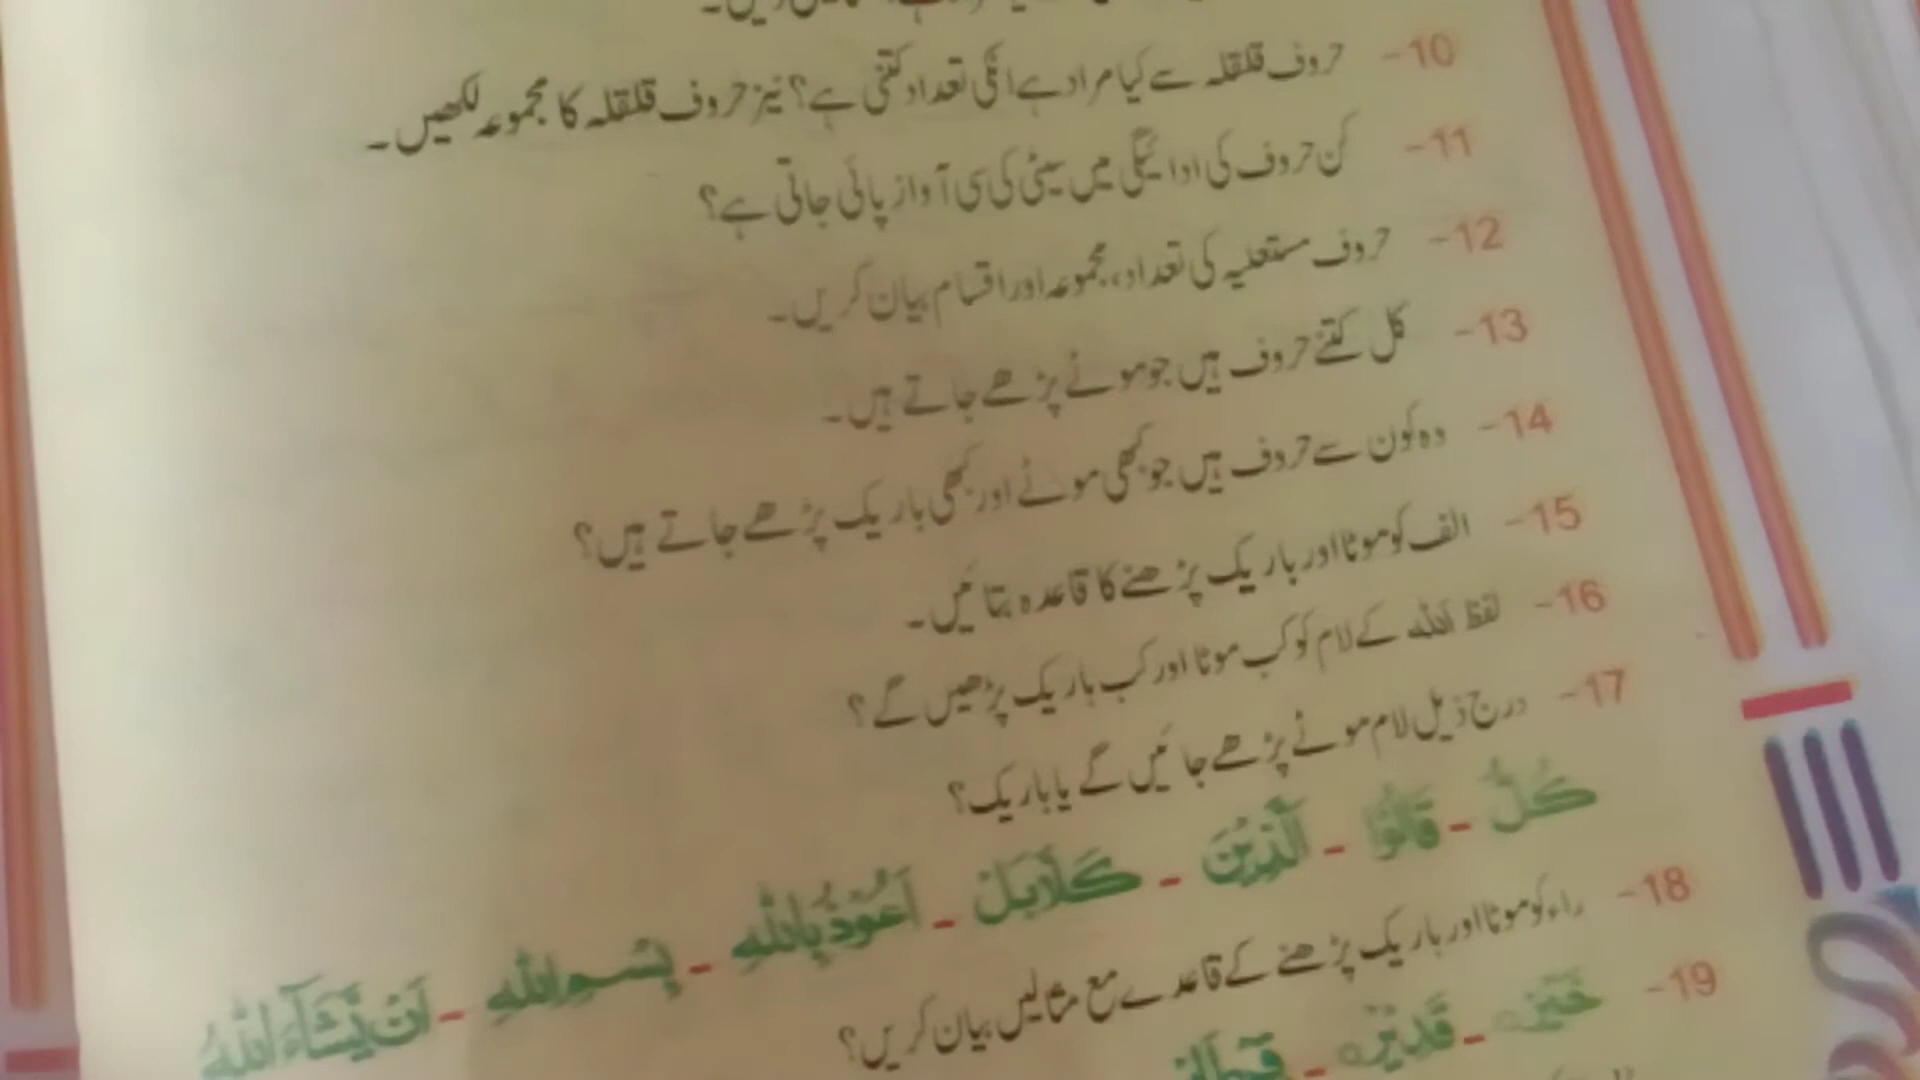 10- حروف قلقلہ سے کیا مراد ہے انکی تعداد کتنی ہے؟ نیز حروف قلقلہ کا مجموعہ لکھیں۔
11- کن حروف کی ادائیگی میں سیٹی کی سی آواز پائی جاتی ہے؟
12- حروف مستعلیہ کی تعداد، مجموعہ اور اقسام بیان کریں۔
13- کل کتنے حروف ہیں جو موٹے پڑھے جاتے ہیں۔
14- وہ کون سے حروف ہیں جو کبھی موٹے اور کبھی باریک پڑھے جاتے ہیں؟
15- الف کو موٹا اور باریک پڑھنے کا قاعدہ بتائیں۔
16- لفظ اللہ کے لام کو کب موٹا اور کب باریک پڑھیں گے؟
17- درج ذیل لام موٹے پڑھے جائیں گے یا باریک؟
كُلٌّ - قَالُوْا - اَلَّذِيْنَ - كَلَّا بَلْ - اَعُوْذُ بِاللّٰهِ - بِسْمِ اللّٰهِ - اَنْ يَّشَآءَ اللّٰهُ
18- راء کو موٹا اور باریک پڑھنے کے قاعدے مع مثالیں بیان کریں؟
19- خَيْرٌ - قَدِيْرٌ -